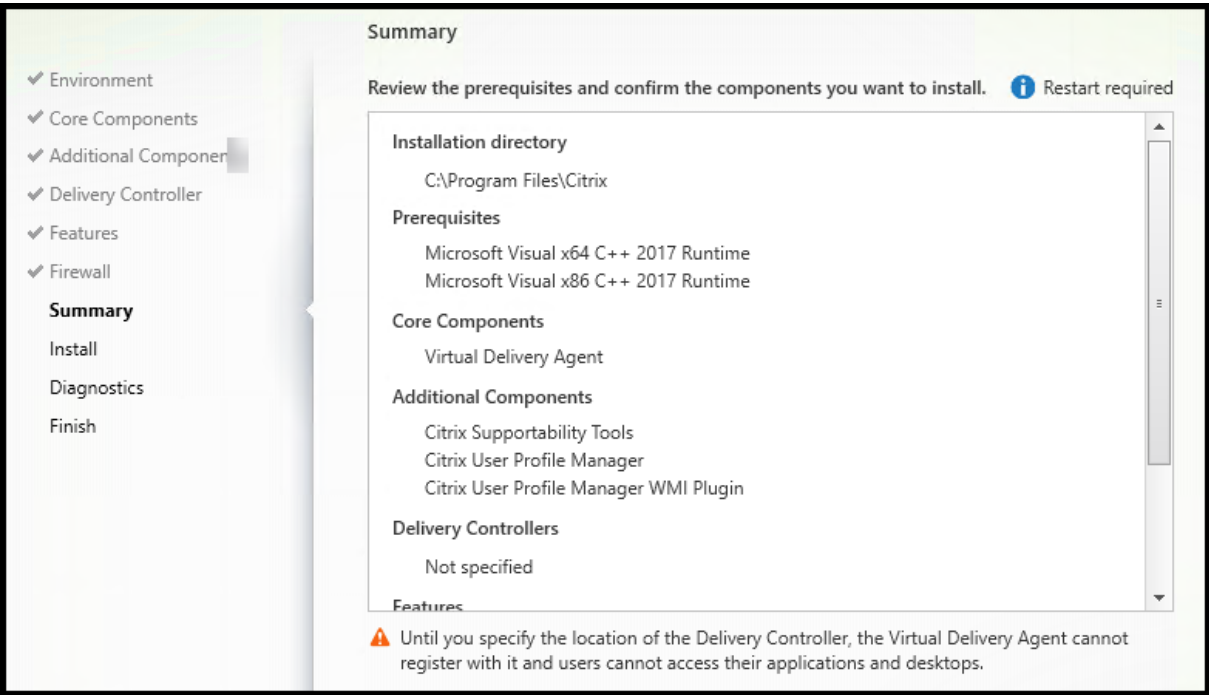 Summary
Environment
Core Components
Additional Componen
Delivery Controller
Features
Firewall
Summary
Install
Diagnostics
Finish
Review the prerequisites and confirm the components you want to install.
Restart required
Installation directory
C:\Program Files\Citrix
Prerequisites
Microsoft Visual x64 C++ 2017 Runtime
Microsoft Visual x86 C++ 2017 Runtime
Core Components
Virtual Delivery Agent
Additional Components
Citrix Supportability Tools
Citrix User Profile Manager
Citrix User Profile Manager WMI Plugin
Delivery Controllers
Not specified
Features
Until you specify the location of the Delivery Controller, the Virtual Delivery Agent cannot
register with it and users cannot access their applications and desktops.